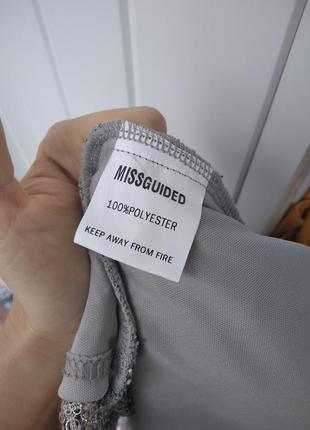 MISSGUIDED
100%POLYESTER
KEEP AWAY FROM FIRE